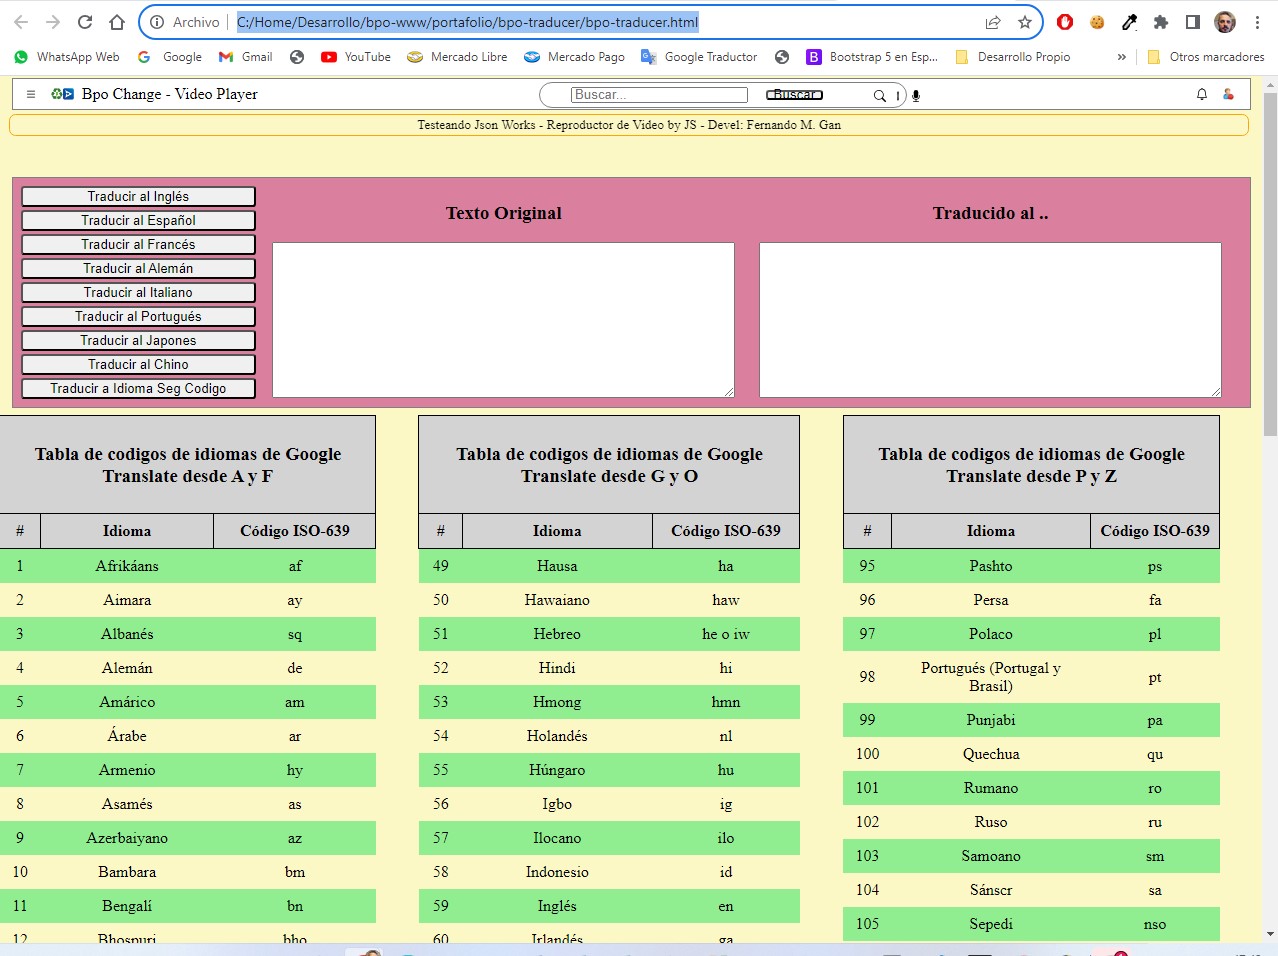 Archivo C:/Home/Desarrollo/bpo-www/portafolio/bpo-traducer/bpo-traducer.html
WhatsApp Web Google Gmail YouTube Mercado Libre Mercado Pago Google Traductor B Bootstrap 5 en Esp... Desarrollo Propio » Otros marcadores
≡ Bpo Change - Video Player Buscar... Buscar
Testeando Json Works - Reproductor de Video by JS - Devel: Fernando M. Gan
Traducir al Inglés
Traducir al Español
Traducir al Francés
Traducir al Alemán
Traducir al Italiano
Traducir al Portugués
Traducir al Japones
Traducir al Chino
Traducir a Idioma Seg Codigo
Texto Original
Traducido al ..
Tabla de codigos de idiomas de Google
Translate desde A y F
# Idioma Código ISO-639
1 Afrikáans af
2 Aimara ay
3 Albanés sq
4 Alemán de
5 Amárico am
6 Árabe ar
7 Armenio hy
8 Asamés as
9 Azerbaiyano az
10 Bambara bm
11 Bengalí bn
12 Bhospuri bho
Tabla de codigos de idiomas de Google
Translate desde G y O
# Idioma Código ISO-639
49 Hausa ha
50 Hawaiano haw
51 Hebreo he o iw
52 Hindi hi
53 Hmong hmn
54 Holandés nl
55 Húngaro hu
56 Igbo ig
57 Ilocano ilo
58 Indonesio id
59 Inglés en
60 Irlandés ga
Tabla de codigos de idiomas de Google
Translate desde P y Z
# Idioma Código ISO-639
95 Pashto ps
96 Persa fa
97 Polaco pl
98 Portugués (Portugal y
Brasil) pt
99 Punjabi pa
100 Quechua qu
101 Rumano ro
102 Ruso ru
103 Samoano sm
104 Sánscr sa
105 Sepedi nso